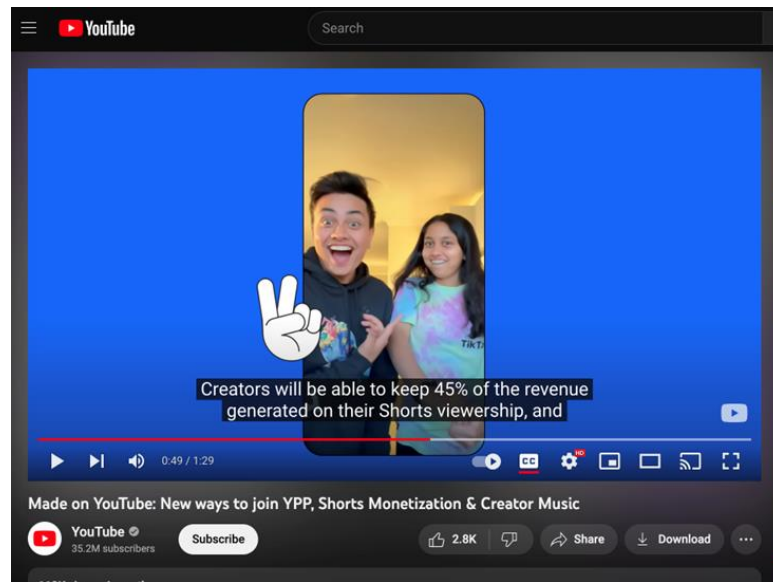 YouTube
Search
TikT
Creators will be able to keep 45% of the revenue
generated on their Shorts viewership, and
0:49 / 1:29
CC
HD
Made on YouTube: New ways to join YPP, Shorts Monetization & Creator Music
YouTube
35.2M subscribers
Subscribe
2.8K
Share
Download